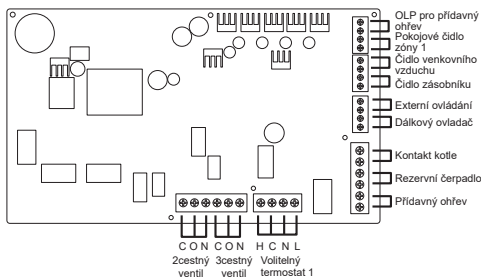 OLP pro přídavný
ohřev
Pokojové čidlo
zóny 1
Čidlo venkovního
vzduchu
Čidlo zásobníku
Externí ovládání
Dálkový ovladač
Kontakt kotle
Rezervní čerpadlo
Přídavný ohřev
C O N C O N H C N L
2cestný 3cestný Volitelný
ventil ventil termostat 1